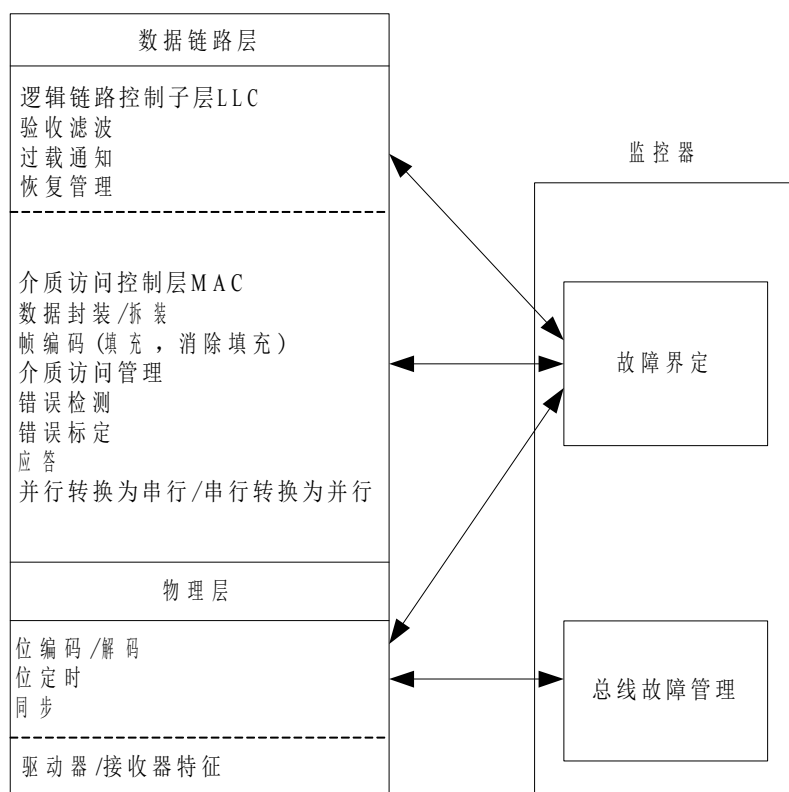 数据链路层
逻辑链路控制子层LLC
验收滤波
过载通知
恢复管理
介质访问控制层MAC
数据封装/拆装
帧编码(填充，消除填充)
介质访问管理
错误检测
错误标定
应答
并行转换为串行/串行转换为并行
物理层
位编码/解码
位定时
同步
驱动器/接收器特征
监控器
故障界定
总线故障管理